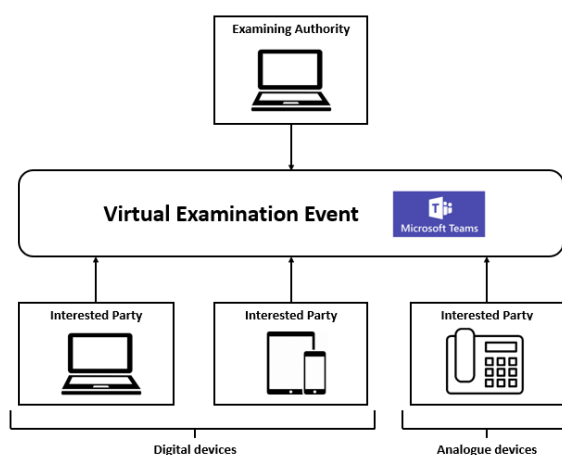 Examining Authority
Virtual Examination Event
T
Microsoft Teams
Interested Party
Interested Party
Interested Party
Digital devices
Analogue devices